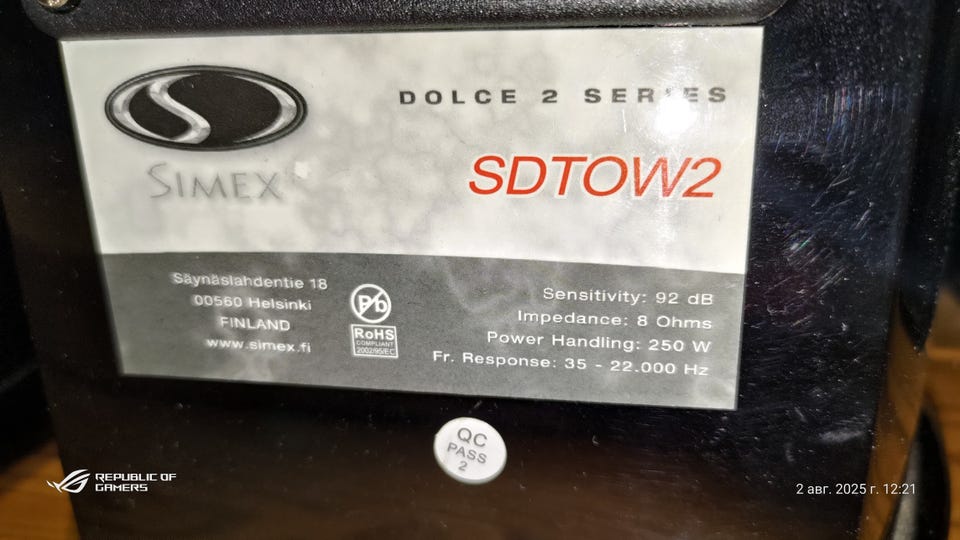 DOLCE 2 SERIES
SIMEX
SDTOW2
Säynäslahdentie 18
00560 Helsinki
FINLAND
www.simex.fi
Pb
RoHS
COMPLIANT
2002/95/EC
Sensitivity: 92 dB
Impedance: 8 Ohms
Power Handling: 250 W
Fr. Response: 35 - 22.000 Hz
QC
PASS
2
REPUBLIC OF
GAMERS
2 авг. 2025 г. 12:21